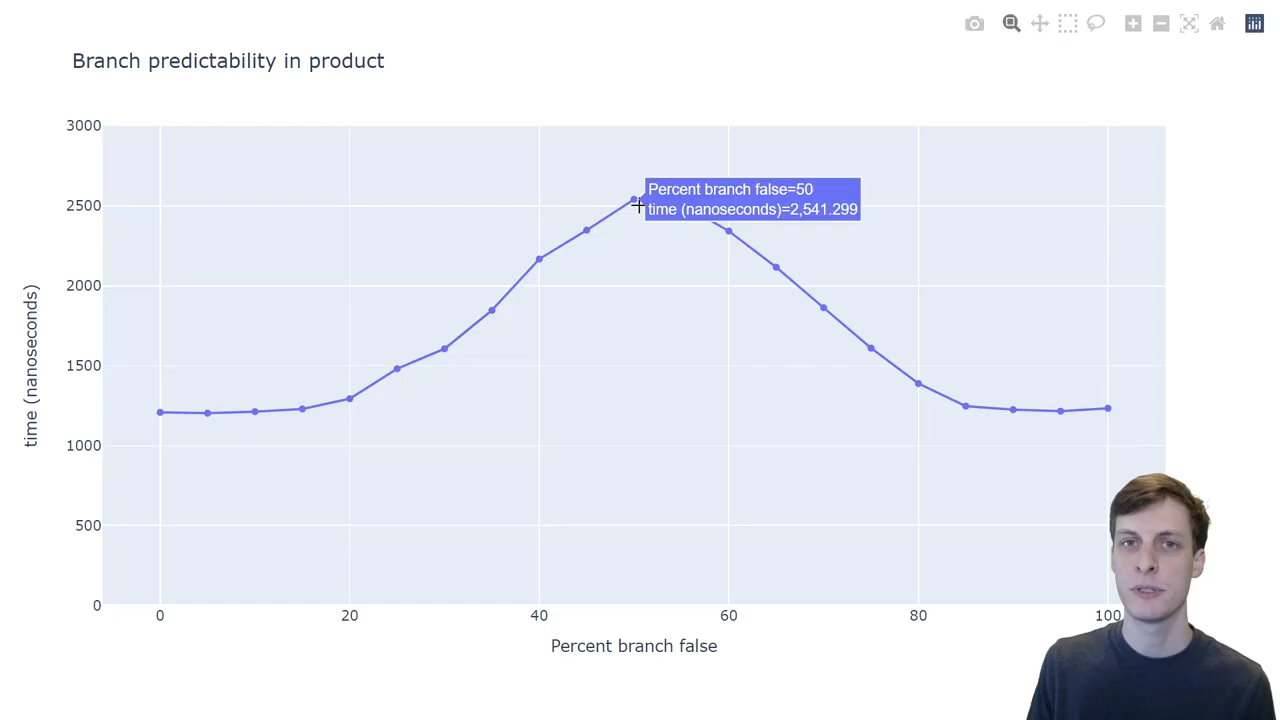 Branch predictability in product
3000
2500
2000
1500
1000
500
0
time (nanoseconds)
Percent branch false=50
time (nanoseconds)=2,541.299
0 20 40 60 80 100
Percent branch false